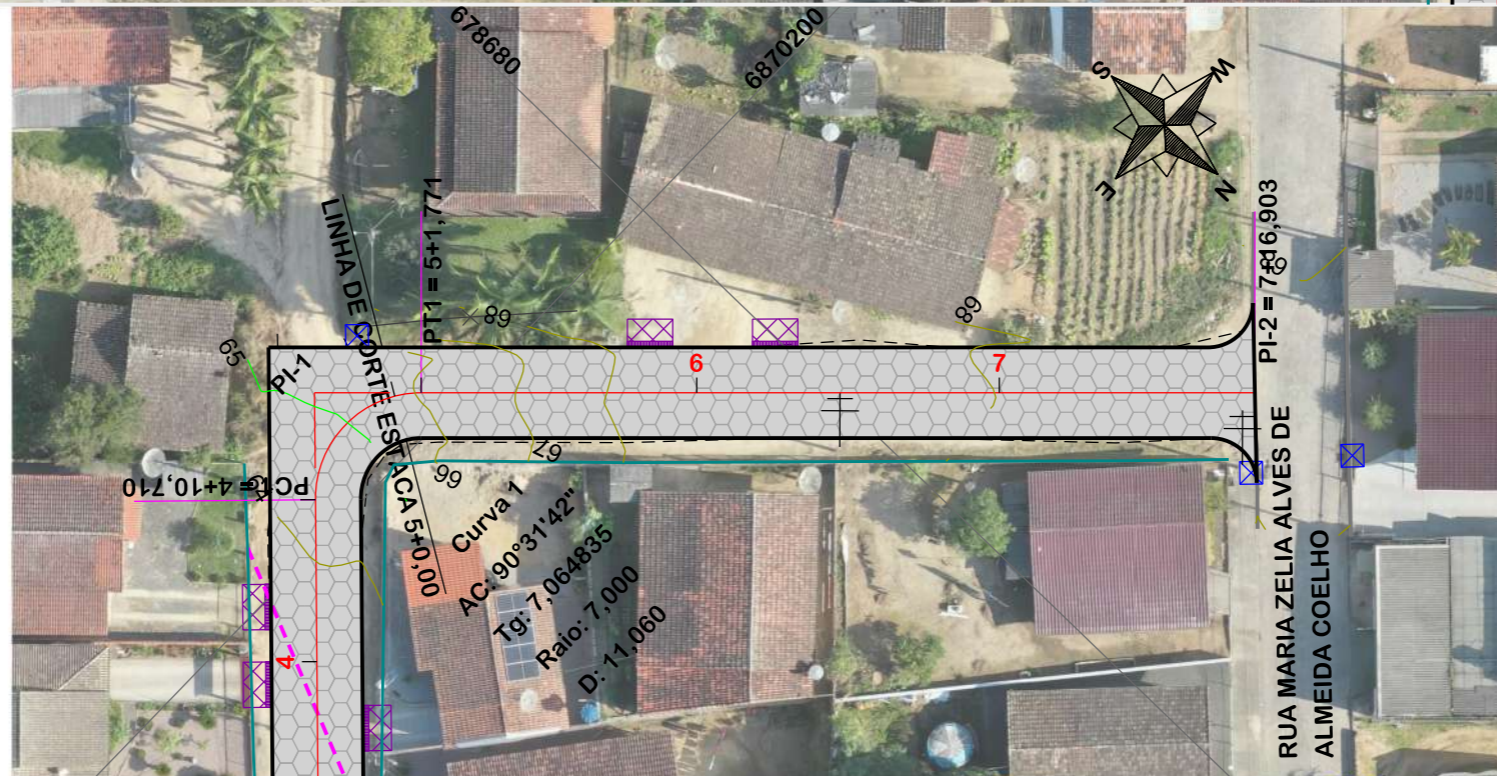 678680
6870200
S
W
E
N
LINHA DE CORTE ESTACA 5+0,00
PT1 = 5+1,771
PI-1
65
68
68
6
7
67
66
PC1 = 4+10,710
4
Curva 1
AC: 90°31'42"
Tg: 7,064835
Raio: 7,000
D: 11,060
PI-2 = 7+16,903
RUA MARIA ZELIA ALVES DE
ALMEIDA COELHO